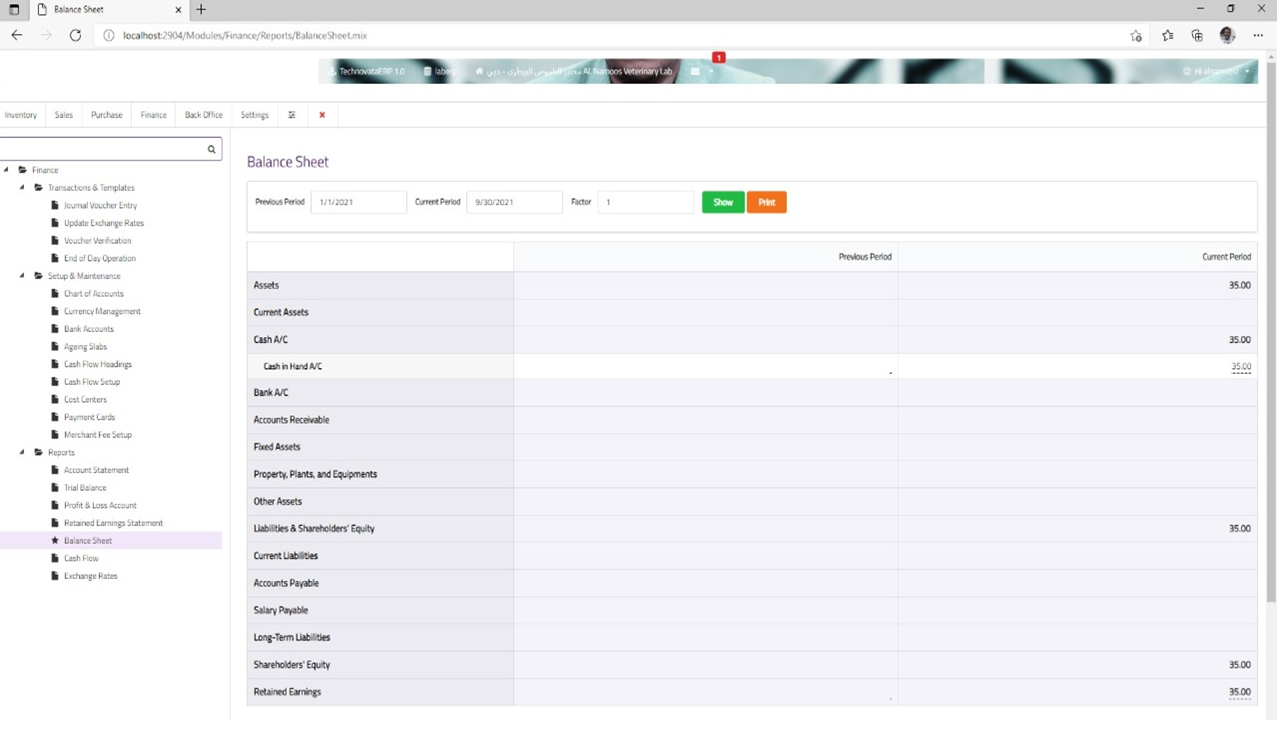 Balance Sheet
localhost:2904/Modules/Finance/Reports/BalanceSheet.mix
1
TechnovataERP 1.0 مختبر الناموس البيطري - دبي Al Namoos Veterinary Lab Hi
Inventory Sales Purchase Finance Back Office Settings
Finance
Transactions & Templates
Journal Voucher Entry
Update Exchange Rates
Voucher Verification
End of Day Operation
Setup & Maintenance
Chart of Accounts
Currency Management
Bank Accounts
Ageing Slabs
Cash Flow Headings
Cash Flow Setup
Cost Centers
Payment Cards
Merchant Fee Setup
Reports
Account Statement
Trial Balance
Profit & Loss Account
Retained Earnings Statement
Balance Sheet
Cash Flow
Exchange Rates
Balance Sheet
Previous Period 1/1/2021 Current Period 9/30/2021 Factor 1 Show Print
Previous Period Current Period
Assets 35.00
Current Assets
Cash A/C 35.00
Cash in Hand A/C . 35.00
Bank A/C
Accounts Receivable
Fixed Assets
Property, Plants, and Equipments
Other Assets
Liabilities & Shareholders' Equity 35.00
Current Liabilities
Accounts Payable
Salary Payable
Long-Term Liabilities
Shareholders' Equity 35.00
Retained Earnings . 35.00